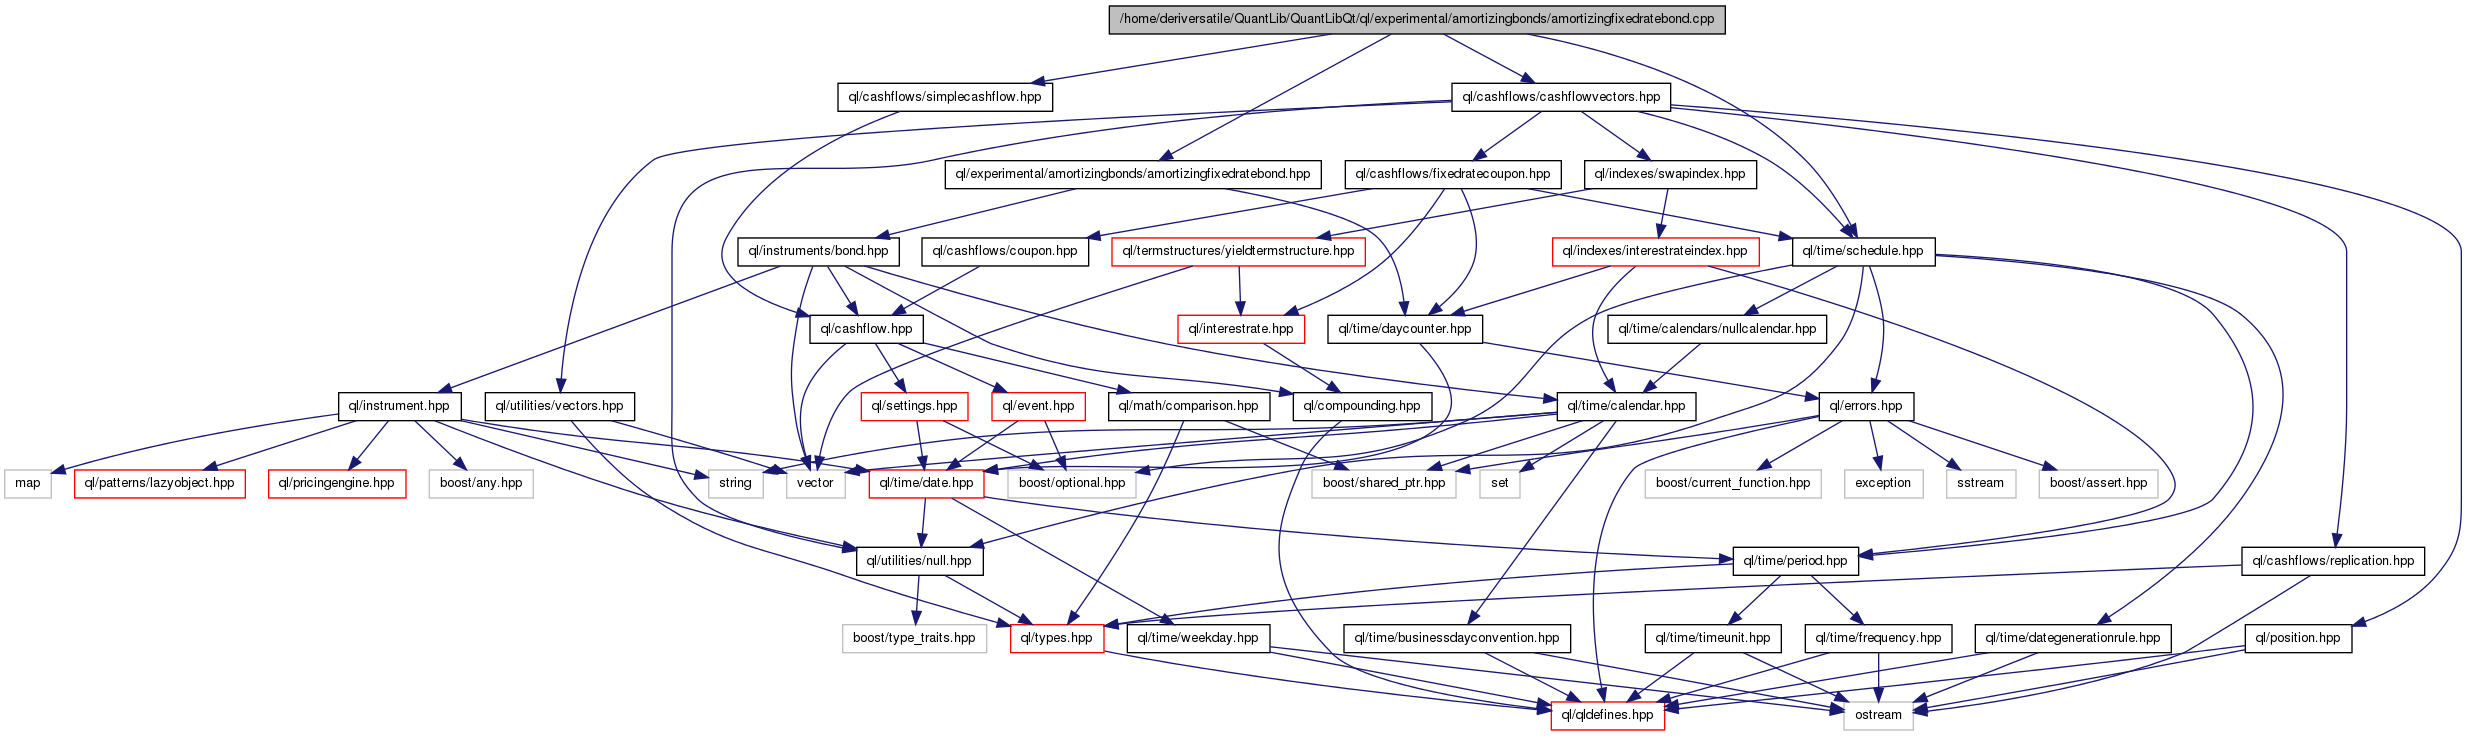 /home/deriversatile/QuantLib/QuantLibQt/ql/experimental/amortizingbonds/amortizingfixedratebond.cpp
ql/cashflows/simplecashflow.hpp
ql/cashflows/cashflowvectors.hpp
ql/experimental/amortizingbonds/amortizingfixedratebond.hpp
ql/cashflows/fixedratecoupon.hpp
ql/indexes/swapindex.hpp
ql/instruments/bond.hpp
ql/cashflows/coupon.hpp
ql/termstructures/yieldtermstructure.hpp
ql/indexes/interestrateindex.hpp
ql/time/schedule.hpp
ql/cashflow.hpp
ql/interestrate.hpp
ql/time/daycounter.hpp
ql/time/calendars/nullcalendar.hpp
ql/instrument.hpp
ql/utilities/vectors.hpp
ql/settings.hpp
ql/event.hpp
ql/math/comparison.hpp
ql/compounding.hpp
ql/time/calendar.hpp
ql/errors.hpp
map
ql/patterns/lazyobject.hpp
ql/pricingengine.hpp
boost/any.hpp
string
vector
ql/time/date.hpp
boost/optional.hpp
boost/shared_ptr.hpp
set
boost/current_function.hpp
exception
sstream
boost/assert.hpp
ql/utilities/null.hpp
ql/time/period.hpp
ql/cashflows/replication.hpp
boost/type_traits.hpp
ql/types.hpp
ql/time/weekday.hpp
ql/time/businessdayconvention.hpp
ql/time/timeunit.hpp
ql/time/frequency.hpp
ql/time/dategenerationrule.hpp
ql/position.hpp
ql/qldefines.hpp
ostream